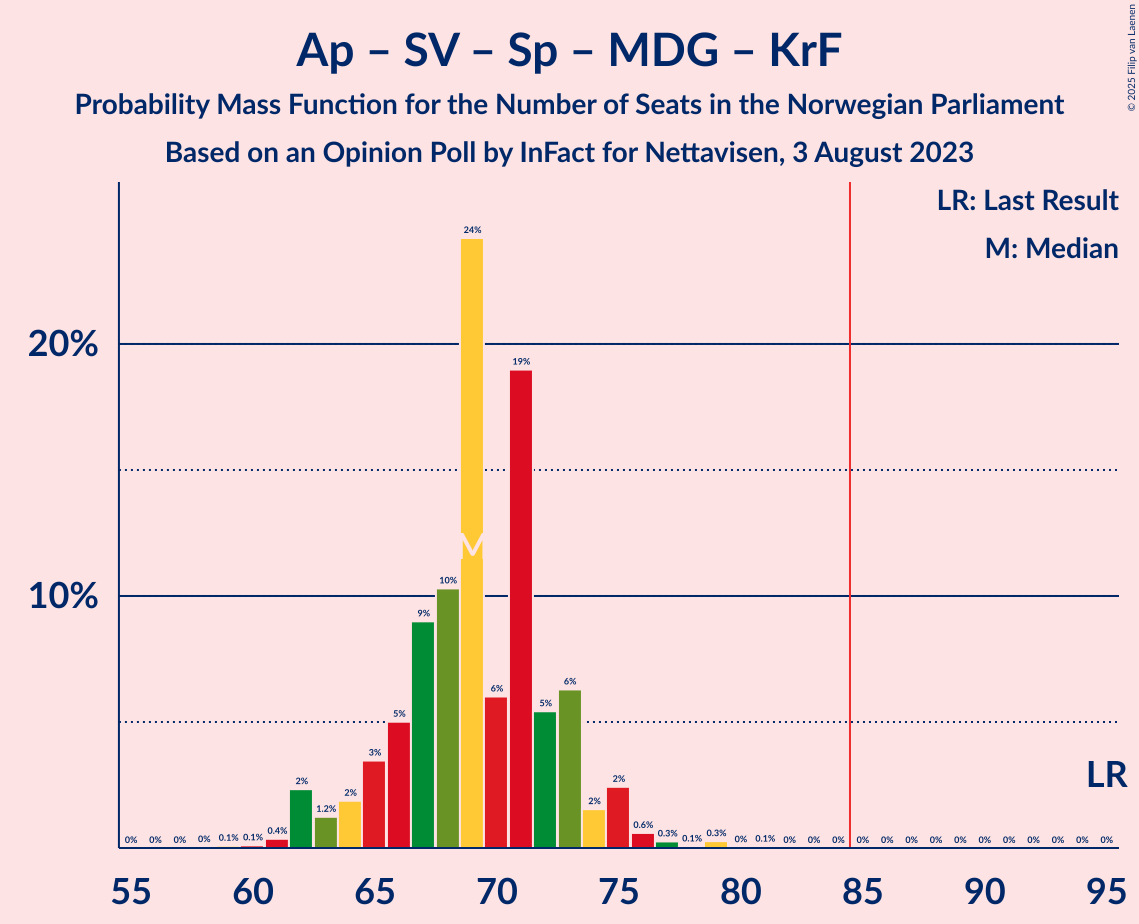 Ap – SV – Sp – MDG – KrF
Probability Mass Function for the Number of Seats in the Norwegian Parliament
Based on an Opinion Poll by InFact for Nettavisen, 3 August 2023
© 2025 Filip van Laenen
LR: Last Result
M: Median
20%
10%
0% 0% 0% 0% 0.1% 0.1% 0.4% 2% 1.2% 2% 3% 5% 9% 10% 24% 6% 19% 5% 6% 2% 2% 0.6% 0.3% 0.1% 0.3% 0% 0.1% 0% 0% 0% 0% 0% 0% 0% 0% 0% 0% 0% 0% 0% 0%
M
LR
55 60 65 70 75 80 85 90 95